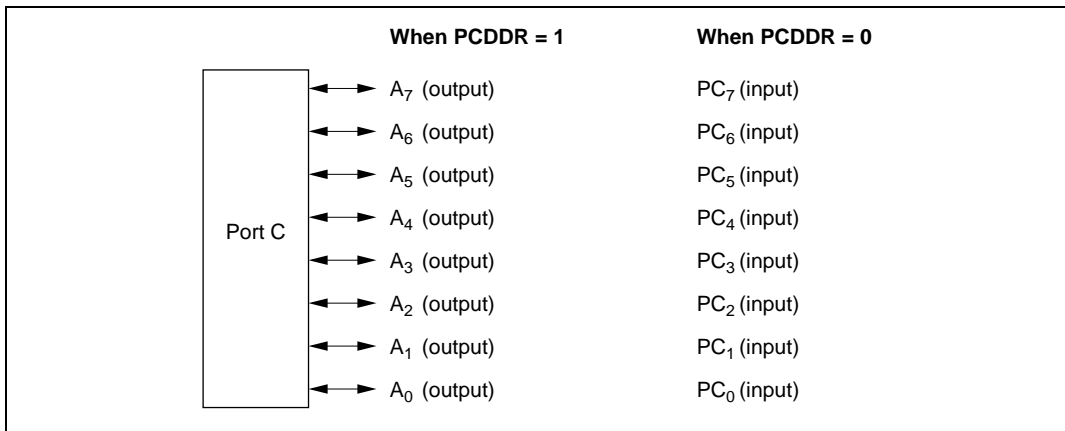 When PCDDR = 1 When PCDDR = 0
A7 (output) PC7 (input)
A6 (output) PC6 (input)
A5 (output) PC5 (input)
A4 (output) PC4 (input)
Port C
A3 (output) PC3 (input)
A2 (output) PC2 (input)
A1 (output) PC1 (input)
A0 (output) PC0 (input)